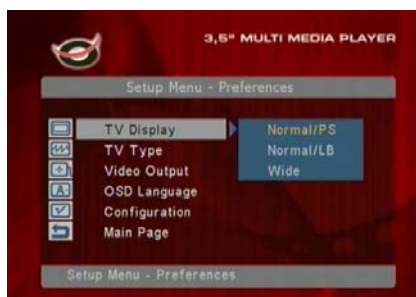 3,5" MULTI MEDIA PLAYER
Setup Menu - Preferences
TV Display
Normal/PS
TV Type
Normal/LB
Video Output
Wide
OSD Language
Configuration
Main Page
Setup Menu - Preferences